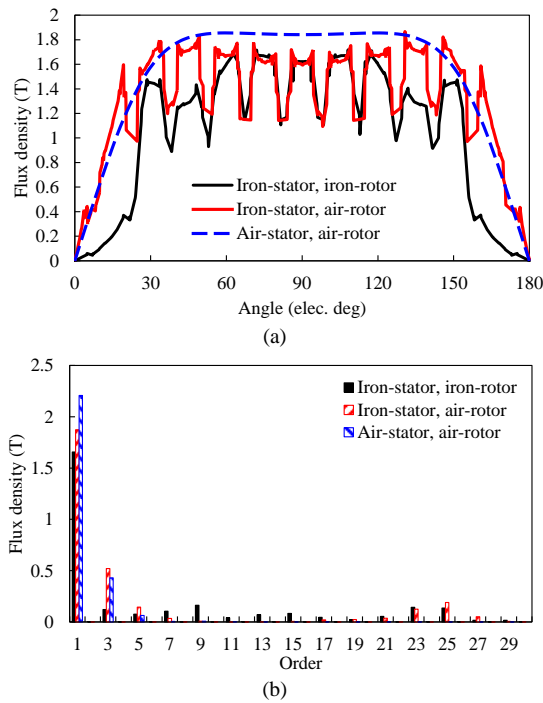 2
1.8
1.6
1.4
1.2
1
0.8
0.6
0.4
0.2
0
Flux density (T)
Iron-stator, iron-rotor
Iron-stator, air-rotor
Air-stator, air-rotor
0 30 60 90 120 150 180
Angle (elec. deg)
(a)
2.5
2
1.5
1
0.5
0
Flux density (T)
Iron-stator, iron-rotor
Iron-stator, air-rotor
Air-stator, air-rotor
1 3 5 7 9 11 13 15 17 19 21 23 25 27 29
Order
(b)